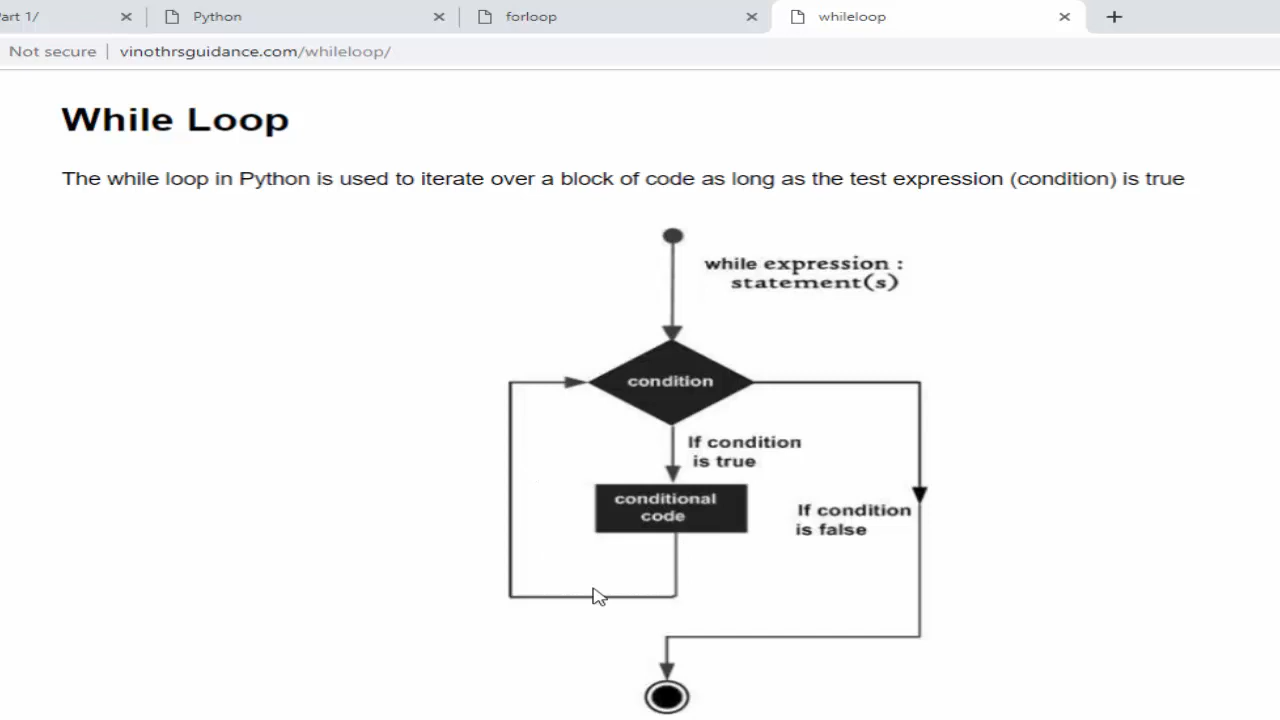 art 1/
Python
forloop
whileloop
Not secure | vinothrsguidance.com/whileloop/
While Loop
The while loop in Python is used to iterate over a block of code as long as the test expression (condition) is true
while expression :
statement(s)
condition
If condition
is true
conditional
code
If condition
is false